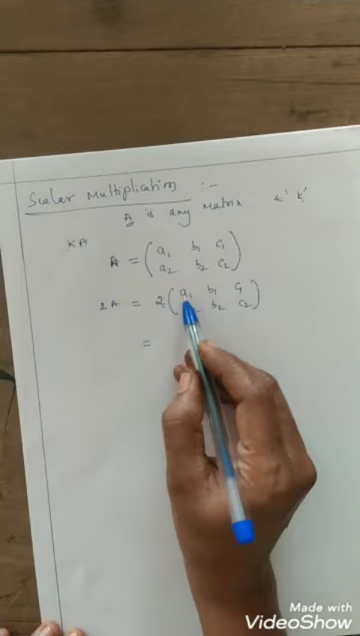 Scalar Multiplication :-
A is any Matrix 'k'
KA
A = ( a₁ b₁ c₁
a₂ b₂ c₂ )
2A = 2 ( a₁ b₁ c₁
b₂ c₂ )
=
Made with
VideoShow